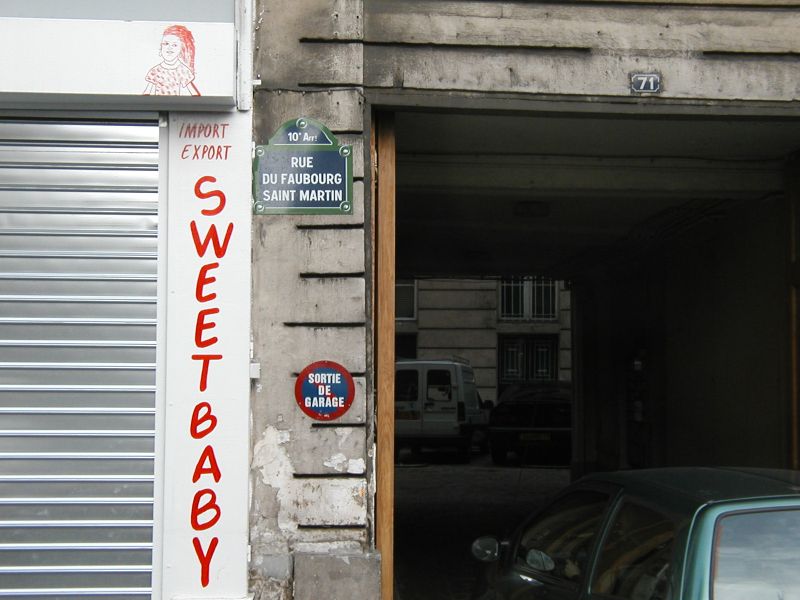 IMPORT
EXPORT
SWEETBABY
10ᵉ Arrᵗ
RUE
DU FAUBOURG
SAINT MARTIN
71
SORTIE
DE
GARAGE